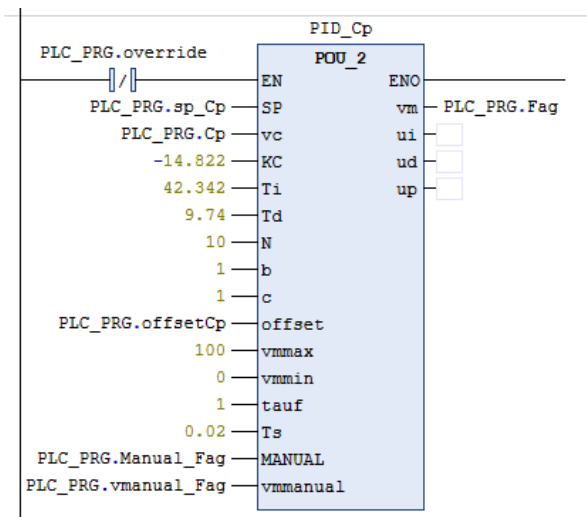 PID_Cp
PLC_PRG.override
POU_2
/
EN ENO
PLC_PRG.sp_Cp SP vm PLC_PRG.Fag
PLC_PRG.Cp vc ui
-14.822 KC ud
42.342 Ti up
9.74 Td
10 N
1 b
1 c
PLC_PRG.offsetCp offset
100 vmmax
0 vmmin
1 tauf
0.02 Ts
PLC_PRG.Manual_Fag MANUAL
PLC_PRG.vmanual_Fag vmmanual